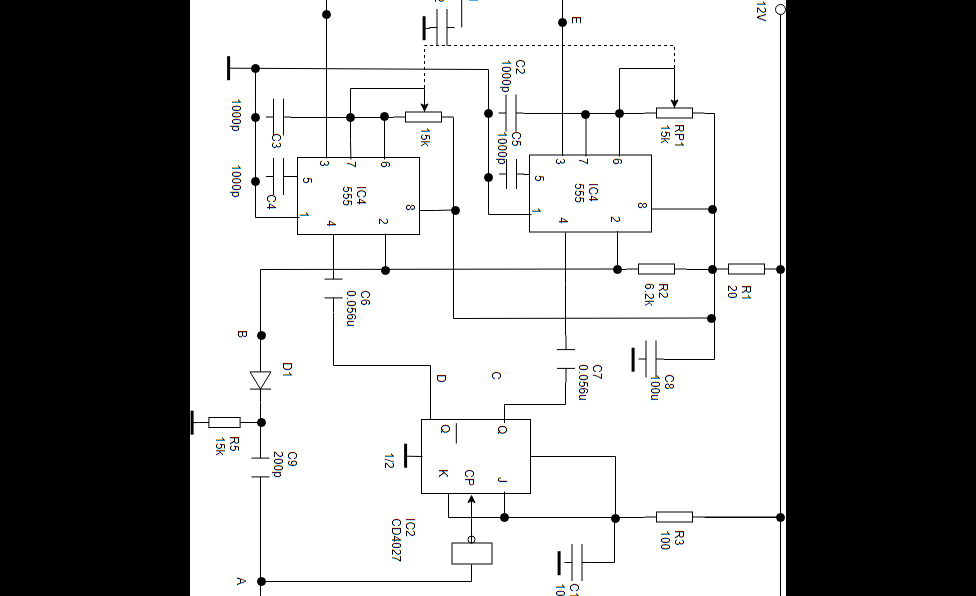 12V
E
C2
1000p
C5
1000p
RP1
15k
3
7
6
5
IC4
555
1
4
2
8
1000p
C3
1000p
C4
15k
3
7
6
5
IC4
555
1
4
2
8
R2
6.2k
R1
20
C6
0.056u
C7
0.056u
C8
100u
B
D1
D
C
R5
15k
C9
200p
1/2
Q
Q
K
CP
J
IC2
CD4027
R3
100
A